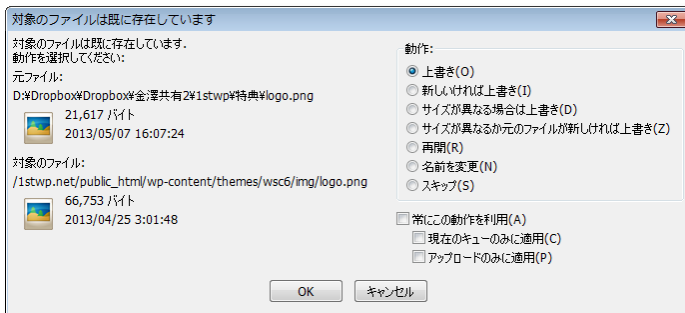 対象のファイルは既に存在しています
対象のファイルは既に存在しています.
動作を選択してください:
元ファイル:
D:¥Dropbox¥Dropbox¥金澤共有2¥1stwp¥特典¥logo.png
21,617 バイト
2013/05/07 16:07:24
対象のファイル:
/1stwp.net/public_html/wp-content/themes/wsc6/img/logo.png
66,753 バイト
2013/04/25 3:01:48
動作:
上書き(O)
新しいければ上書き(I)
サイズが異なる場合は上書き(D)
サイズが異なるか元のファイルが新しければ上書き(Z)
再開(R)
名前を変更(N)
スキップ(S)
常にこの動作を利用(A)
現在のキューのみに適用(C)
アップロードのみに適用(P)
OK
キャンセル